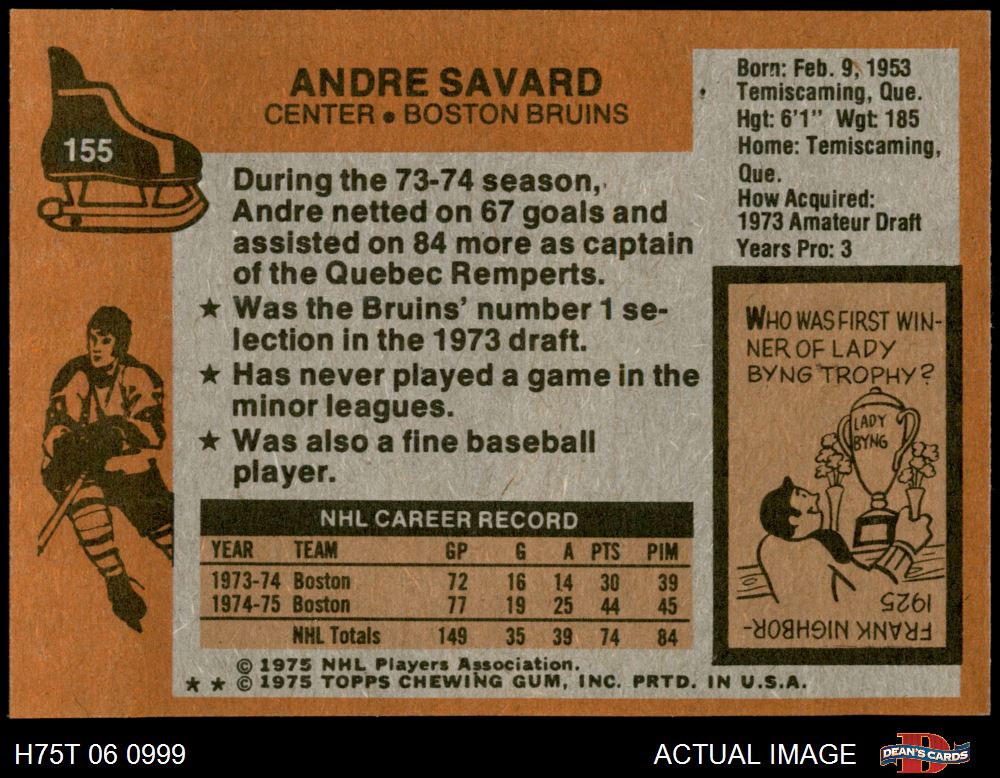 ANDRE SAVARD
CENTER • BOSTON BRUINS
155
During the 73-74 season,
Andre netted on 67 goals and
assisted on 84 more as captain
of the Quebec Remperts.
★ Was the Bruins' number 1 se-
lection in the 1973 draft.
★ Has never played a game in the
minor leagues.
★ Was also a fine baseball
player.
NHL CAREER RECORD
YEAR TEAM GP G A PTS PIM
1973-74 Boston 72 16 14 30 39
1974-75 Boston 77 19 25 44 45
NHL Totals 149 35 39 74 84
© 1975 NHL Players Association.
★ ★ © 1975 TOPPS CHEWING GUM, INC. PRTD. IN U.S.A.
Born: Feb. 9, 1953
Temiscaming, Que.
Hgt: 6'1" Wgt: 185
Home: Temiscaming,
Que.
How Acquired:
1973 Amateur Draft
Years Pro: 3
WHO WAS FIRST WIN-
NER OF LADY
BYNG TROPHY?
LADY
BYNG
FRANK NIGHBOR-
1925
H75T 06 0999
ACTUAL IMAGE
DEAN'S CARDS